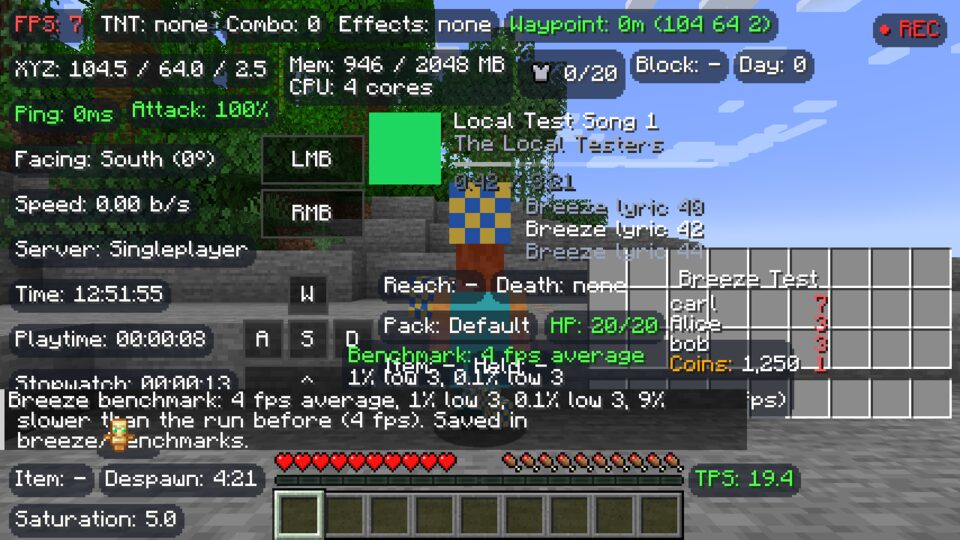 FPS: 7 TNT: none Combo: 0 Effects: none Waypoint: 0m (104 64 2) REC
XYZ: 104.5 / 64.0 / 2.5 Mem: 946 / 2048 MB 0/20 Block: - Day: 0
CPU: 4 cores
Ping: 0ms Attack: 100%
Local Test Song 1
The Local Testers
Facing: South (0°) LMB
0:42
Speed: 0.00 b/s RMB
Breeze lyric 40
Breeze lyric 42
Breeze lyric 44
Server: Singleplayer
Breeze Test
Reach: - Death: none
Time: 12:51:55 W
carl 7
Alice 3
bob 3
Coins: 1,250 1
Pack: Default HP: 20/20
Playtime: 00:00:08 A S D
Benchmark: 4 fps average
1% low 3, 0.1% low 3
Stopwatch: 00:00:13 ^
Breeze benchmark: 4 fps average, 1% low 3, 0.1% low 3, 9%
slower than the run before (4 fps). Saved in
breeze/benchmarks.
fps)
Item: - Despawn: 4:21 TPS: 19.4
Saturation: 5.0